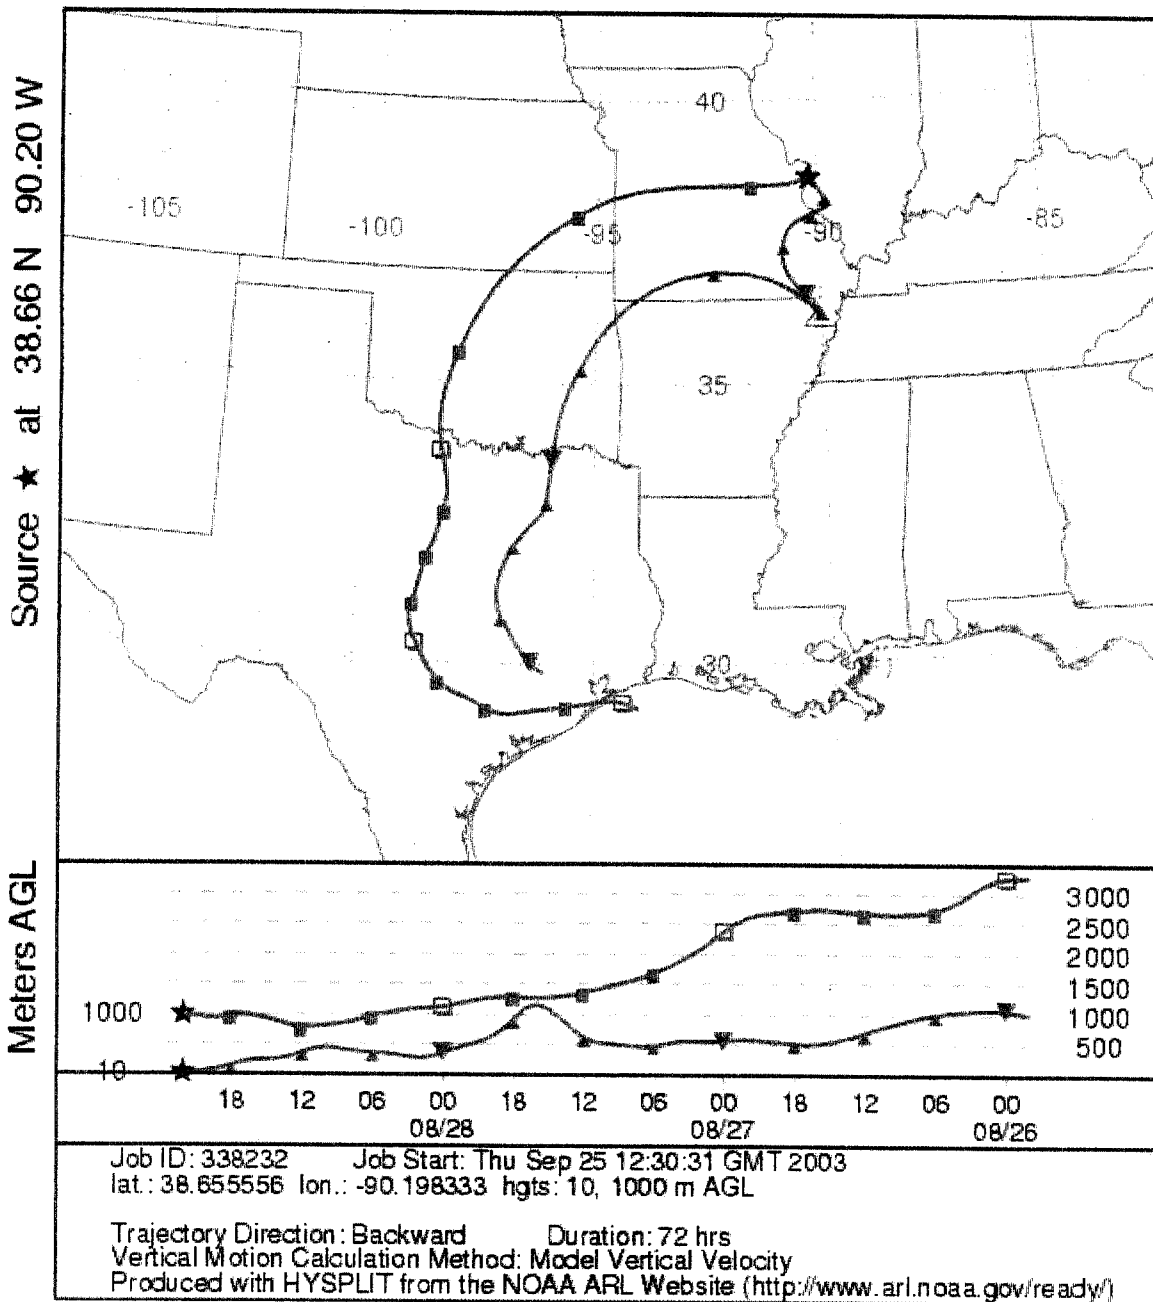 Source ★ at 38.66 N 90.20 W
40
-105
-100
-95
-90
-85
35
30
Meters AGL
3000
2500
2000
1500
1000
1000
500
10
18 12 06 00 18 12 06 00 18 12 06 00
08/28 08/27 08/26
Job ID: 338232 Job Start: Thu Sep 25 12:30:31 GMT 2003
lat.: 38.655556 lon.: -90.198333 hgts: 10, 1000 m AGL
Trajectory Direction: Backward Duration: 72 hrs
Vertical Motion Calculation Method: Model Vertical Velocity
Produced with HYSPLIT from the NOAA ARL Website (http://www.arl.noaa.gov/ready/)